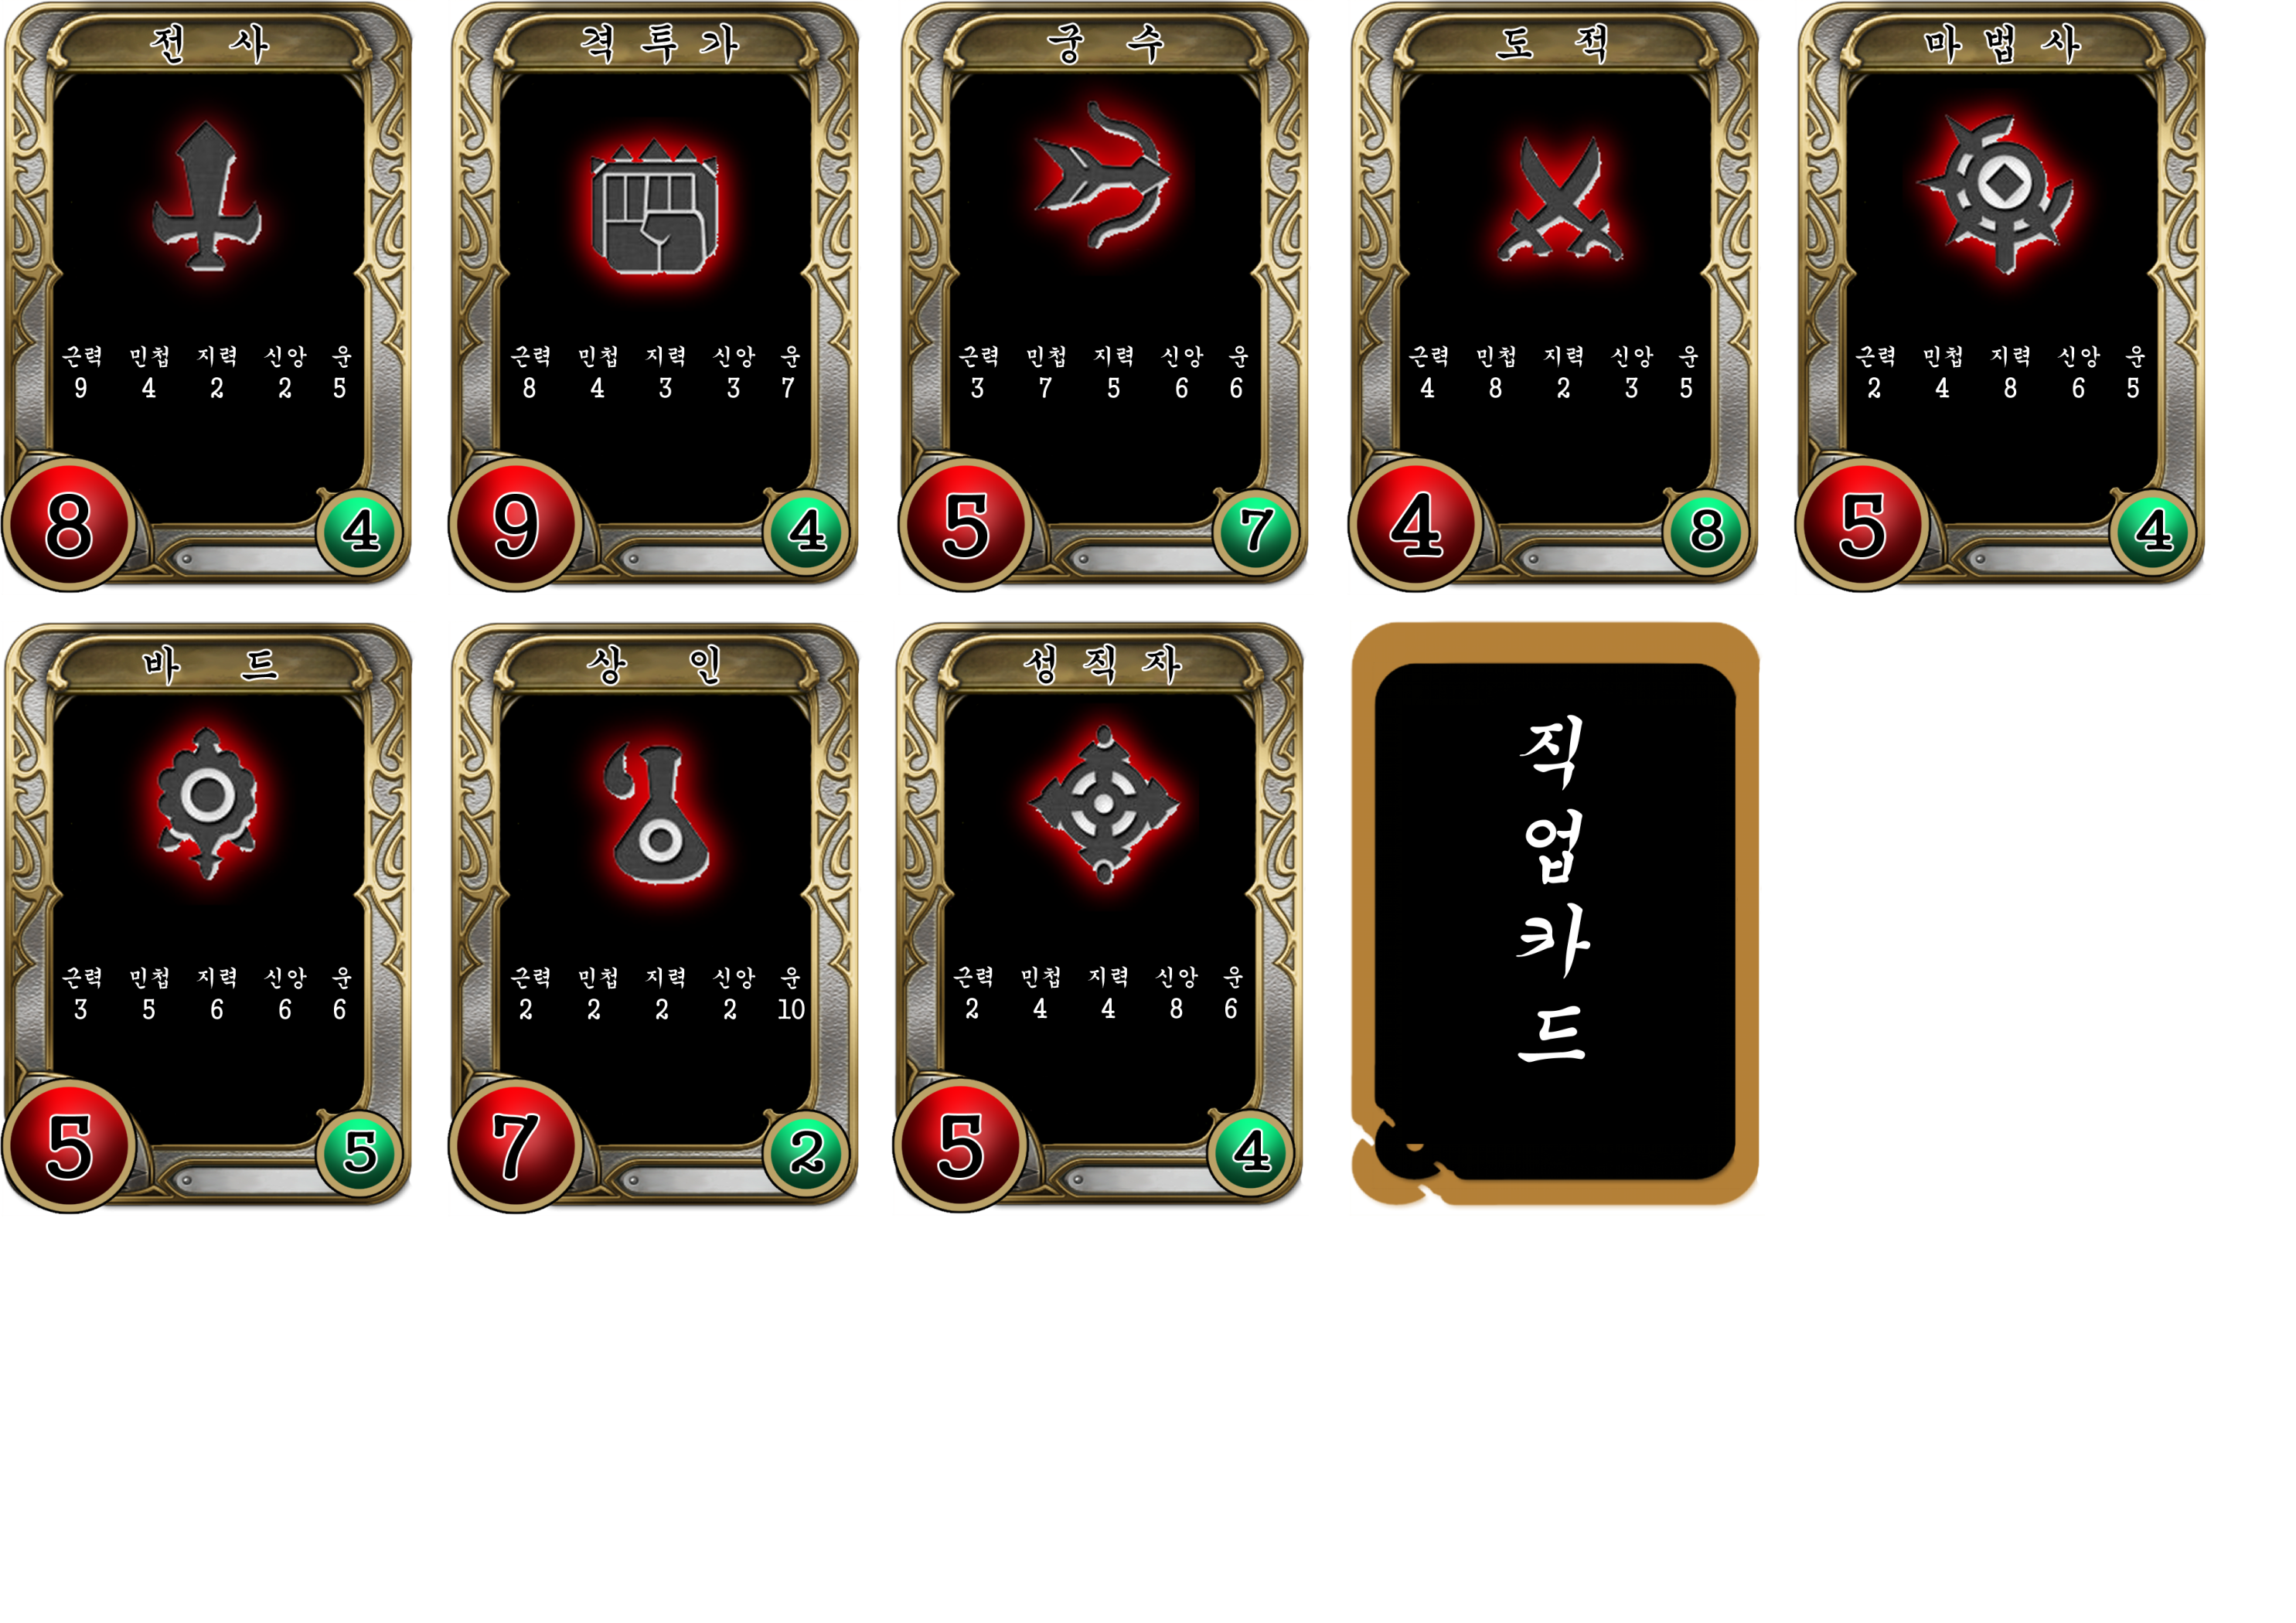 전 사
근력 민첩 지력 신앙 운
9 4 2 2 5
8 4
격 투 가
근력 민첩 지력 신앙 운
8 4 3 3 7
9 4
궁 수
근력 민첩 지력 신앙 운
3 7 5 6 6
5 7
도 적
근력 민첩 지력 신앙 운
4 8 2 3 5
4 8
마 법 사
근력 민첩 지력 신앙 운
2 4 8 6 5
5 4
바 드
근력 민첩 지력 신앙 운
3 5 6 6 6
5 5
상 인
근력 민첩 지력 신앙 운
2 2 2 2 10
7 2
성 직 자
근력 민첩 지력 신앙 운
2 4 4 8 6
5 4
직
업
카
드